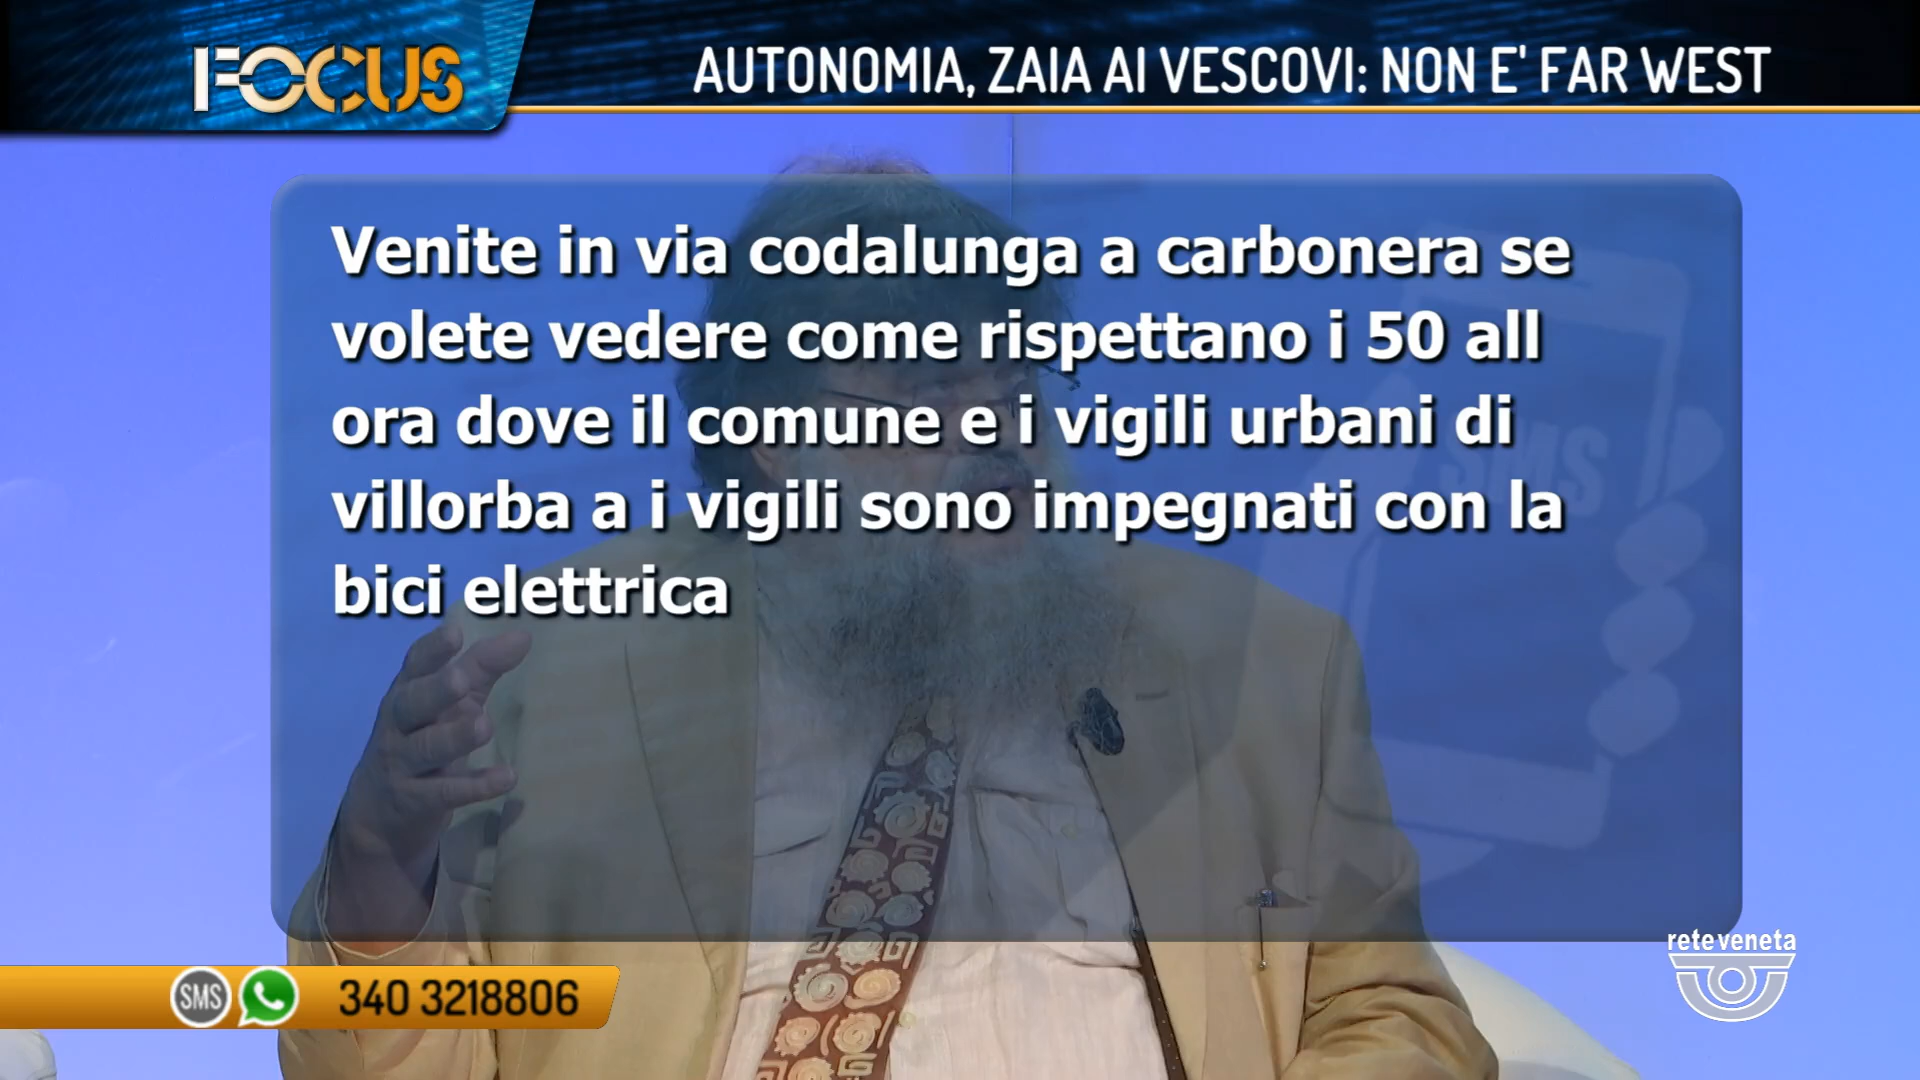 FOCUS
AUTONOMIA, ZAIA AI VESCOVI: NON E' FAR WEST
Venite in via codalunga a carbonera se
volete vedere come rispettano i 50 all
ora dove il comune e i vigili urbani di
villorba a i vigili sono impegnati con la
bici elettrica
SMS
reteveneta
SMS 340 3218806